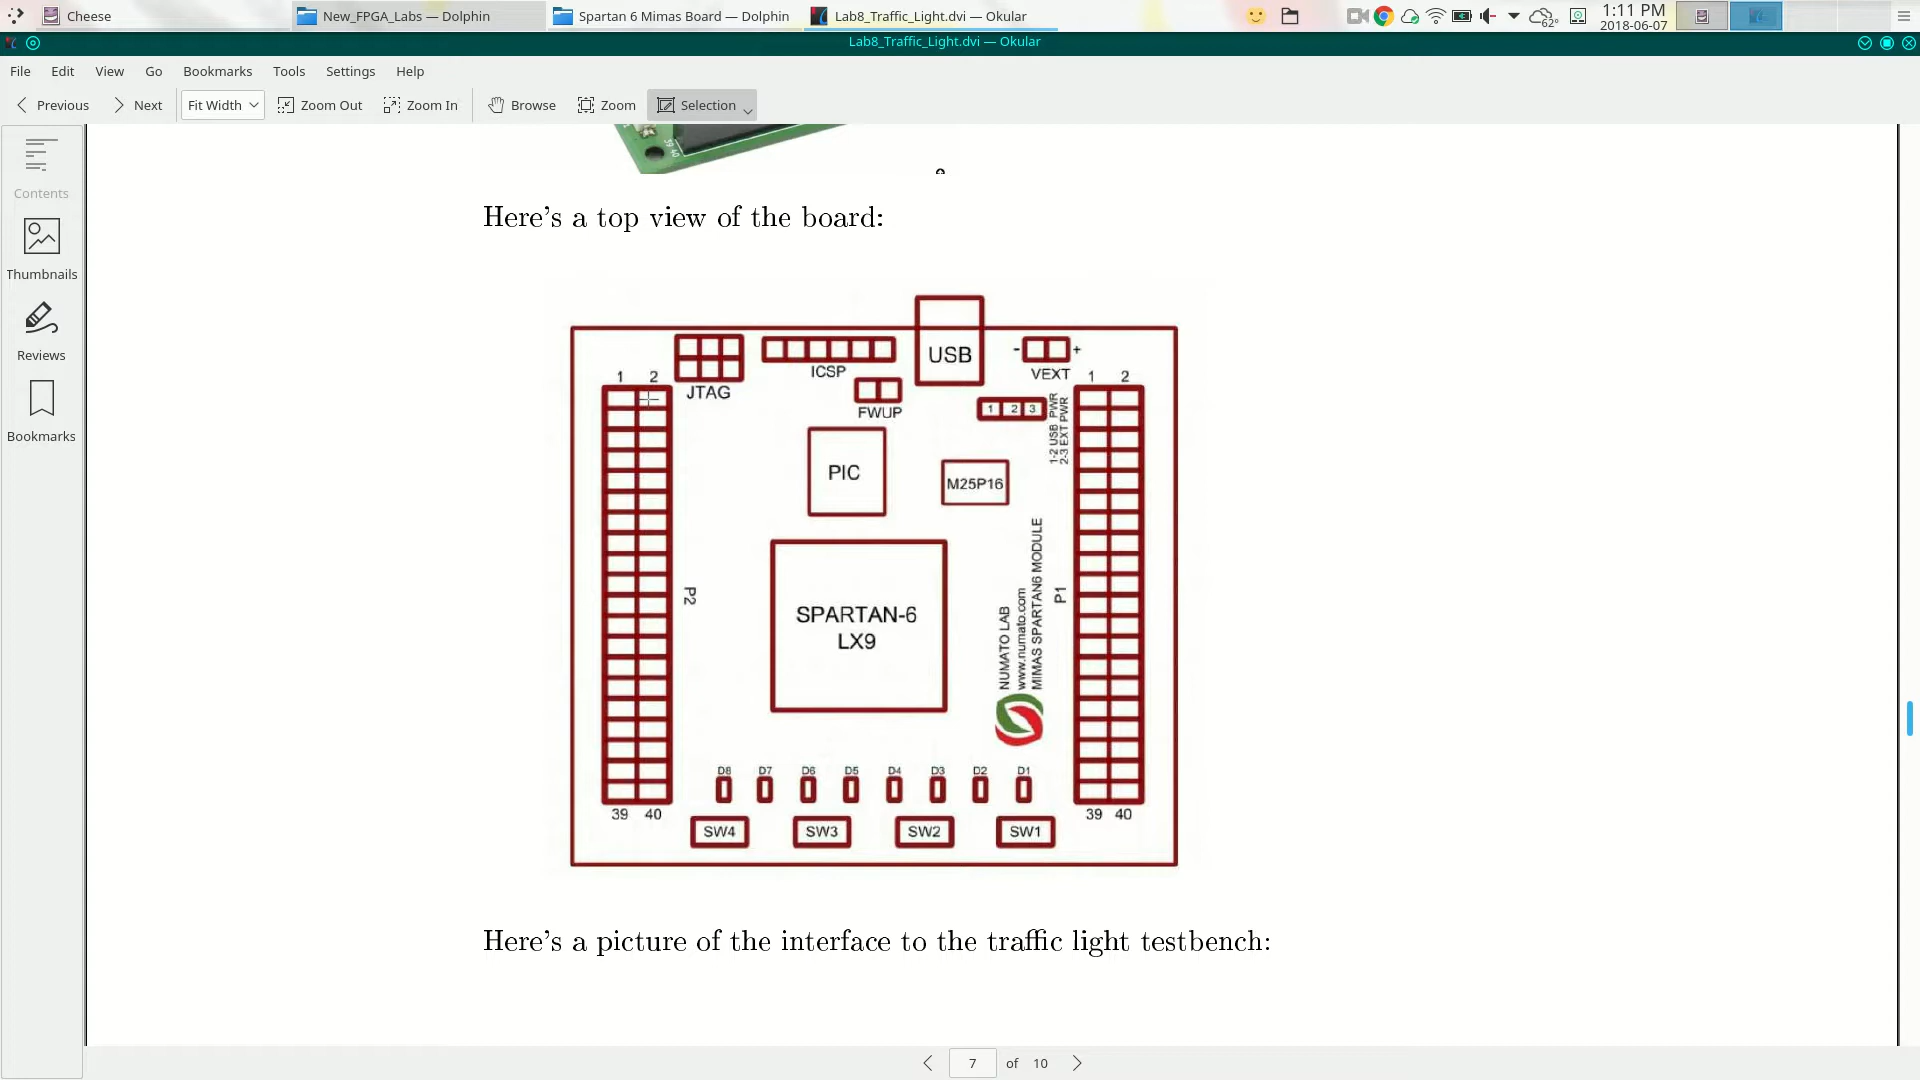 Cheese
New_FPGA_Labs — Dolphin
Spartan 6 Mimas Board — Dolphin
Lab8_Traffic_Light.dvi — Okular
62°
1:11 PM
2018-06-07
Lab8_Traffic_Light.dvi — Okular
File Edit View Go Bookmarks Tools Settings Help
Previous Next Fit Width Zoom Out Zoom In Browse Zoom Selection
Contents
Thumbnails
Reviews
Bookmarks
39 40
Here's a top view of the board:
USB
- +
VEXT
ICSP
JTAG
FWUP
1 2
1 2
1 2 3
1-2 USB PWR
2-3 EXT PWR
PIC
M25P16
SPARTAN-6
LX9
P2
P1
NUMATO LAB
www.numato.com
MIMAS SPARTAN6 MODULE
D8 D7 D6 D5 D4 D3 D2 D1
39 40
39 40
SW4 SW3 SW2 SW1
Here's a picture of the interface to the traffic light testbench:
7 of 10